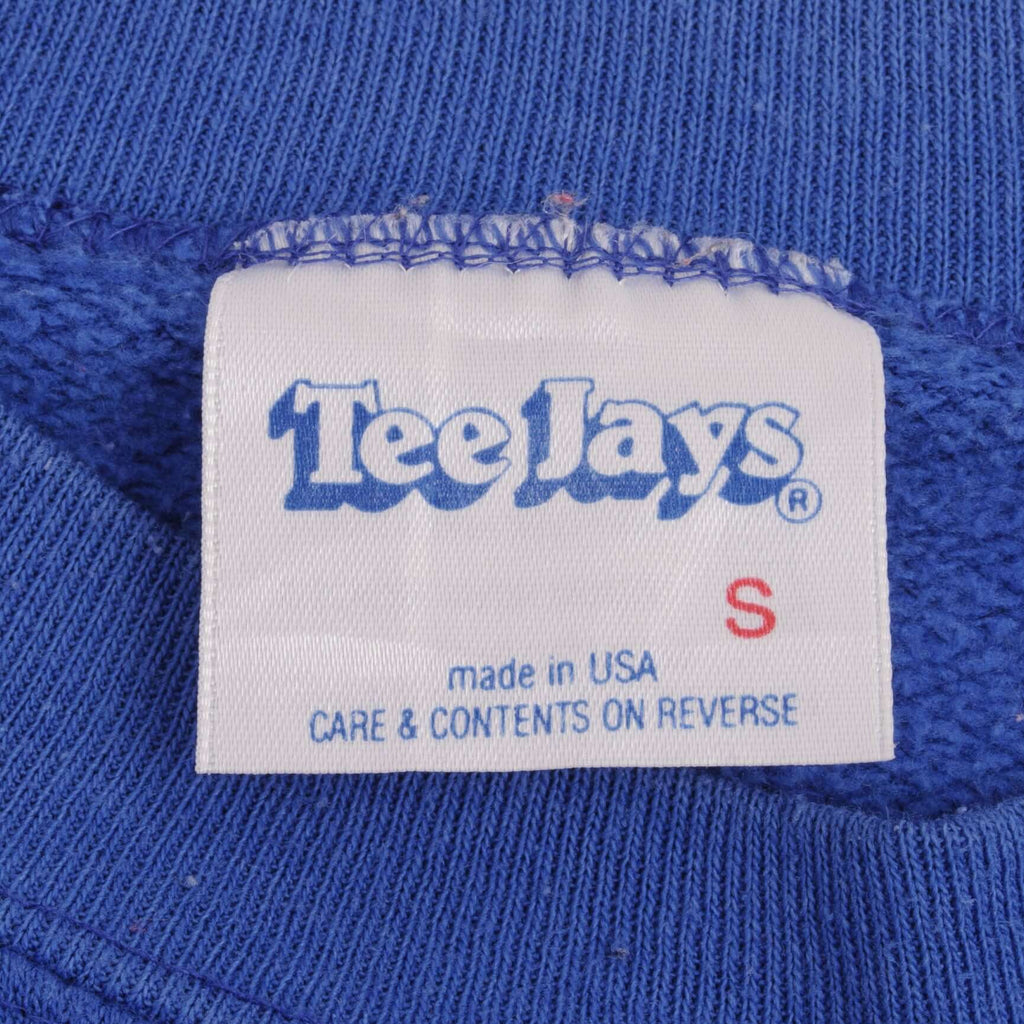 Tee Jays®
S
made in USA
CARE & CONTENTS ON REVERSE